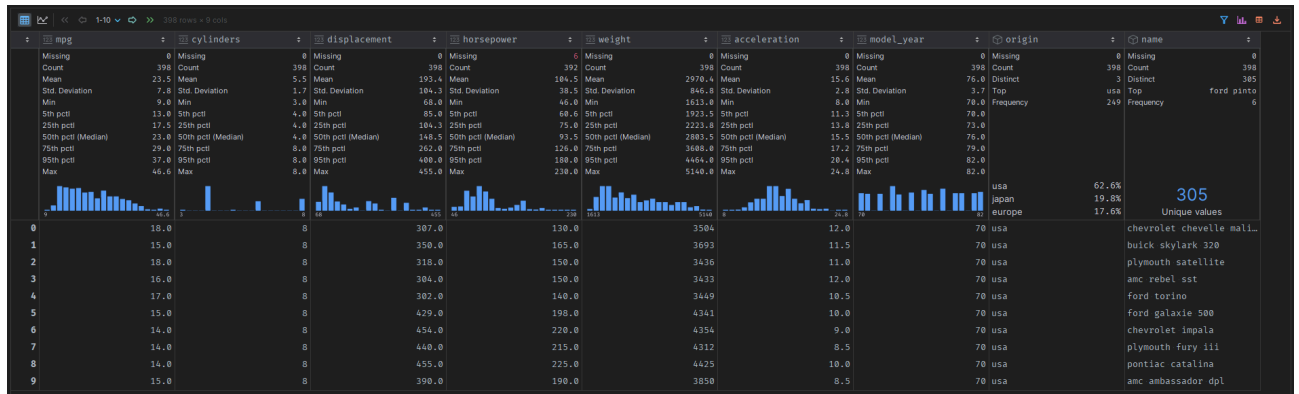 1-10 398 rows × 9 cols
mpg cylinders displacement horsepower weight acceleration model_year origin name
Missing 0 Missing 0 Missing 0 Missing 6 Missing 0 Missing 0 Missing 0 Missing 0 Missing 0
Count 398 Count 398 Count 398 Count 392 Count 398 Count 398 Count 398 Count 398 Count 398
Mean 23.5 Mean 5.5 Mean 193.4 Mean 104.5 Mean 2970.4 Mean 15.6 Mean 76.0 Distinct 3 Distinct 305
Std. Deviation 7.8 Std. Deviation 1.7 Std. Deviation 104.3 Std. Deviation 38.5 Std. Deviation 846.8 Std. Deviation 2.8 Std. Deviation 3.7 Top usa Top ford pinto
Min 9.0 Min 3.0 Min 68.0 Min 46.0 Min 1613.0 Min 8.0 Min 70.0 Frequency 249 Frequency 6
5th pctl 13.0 5th pctl 4.0 5th pctl 85.0 5th pctl 60.6 5th pctl 1923.5 5th pctl 11.3 5th pctl 70.0
25th pctl 17.5 25th pctl 4.0 25th pctl 104.3 25th pctl 75.0 25th pctl 2223.8 25th pctl 13.8 25th pctl 73.0
50th pctl (Median) 23.0 50th pctl (Median) 4.0 50th pctl (Median) 148.5 50th pctl (Median) 93.5 50th pctl (Median) 2803.5 50th pctl (Median) 15.5 50th pctl (Median) 76.0
75th pctl 29.0 75th pctl 8.0 75th pctl 262.0 75th pctl 126.0 75th pctl 3608.0 75th pctl 17.2 75th pctl 79.0
95th pctl 37.0 95th pctl 8.0 95th pctl 400.0 95th pctl 180.0 95th pctl 4464.0 95th pctl 20.4 95th pctl 82.0
Max 46.6 Max 8.0 Max 455.0 Max 230.0 Max 5140.0 Max 24.8 Max 82.0
usa 62.6%
japan 19.8% 305
europe 17.6% Unique values
9 46.6 3 8 68 455 46 230 1613 5140 8 24.8 70 82
0 18.0 8 307.0 130.0 3504 12.0 70 usa chevrolet chevelle mali…
1 15.0 8 350.0 165.0 3693 11.5 70 usa buick skylark 320
2 18.0 8 318.0 150.0 3436 11.0 70 usa plymouth satellite
3 16.0 8 304.0 150.0 3433 12.0 70 usa amc rebel sst
4 17.0 8 302.0 140.0 3449 10.5 70 usa ford torino
5 15.0 8 429.0 198.0 4341 10.0 70 usa ford galaxie 500
6 14.0 8 454.0 220.0 4354 9.0 70 usa chevrolet impala
7 14.0 8 440.0 215.0 4312 8.5 70 usa plymouth fury iii
8 14.0 8 455.0 225.0 4425 10.0 70 usa pontiac catalina
9 15.0 8 390.0 190.0 3850 8.5 70 usa amc ambassador dpl